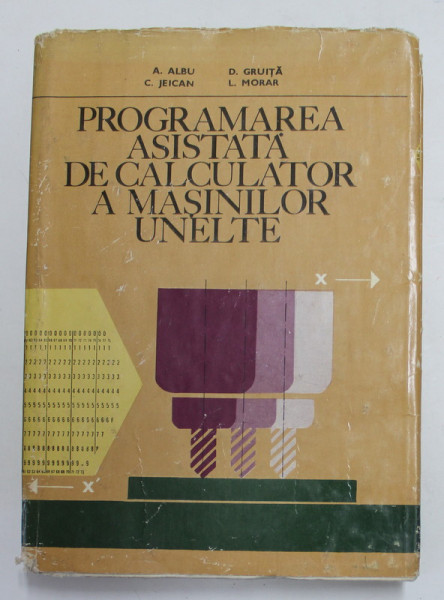 A. ALBU D. GRUIȚĂ
C. JEICAN L. MORAR
PROGRAMAREA
ASISTATĂ
DE CALCULATOR
A MAȘINILOR
UNELTE
X
X'